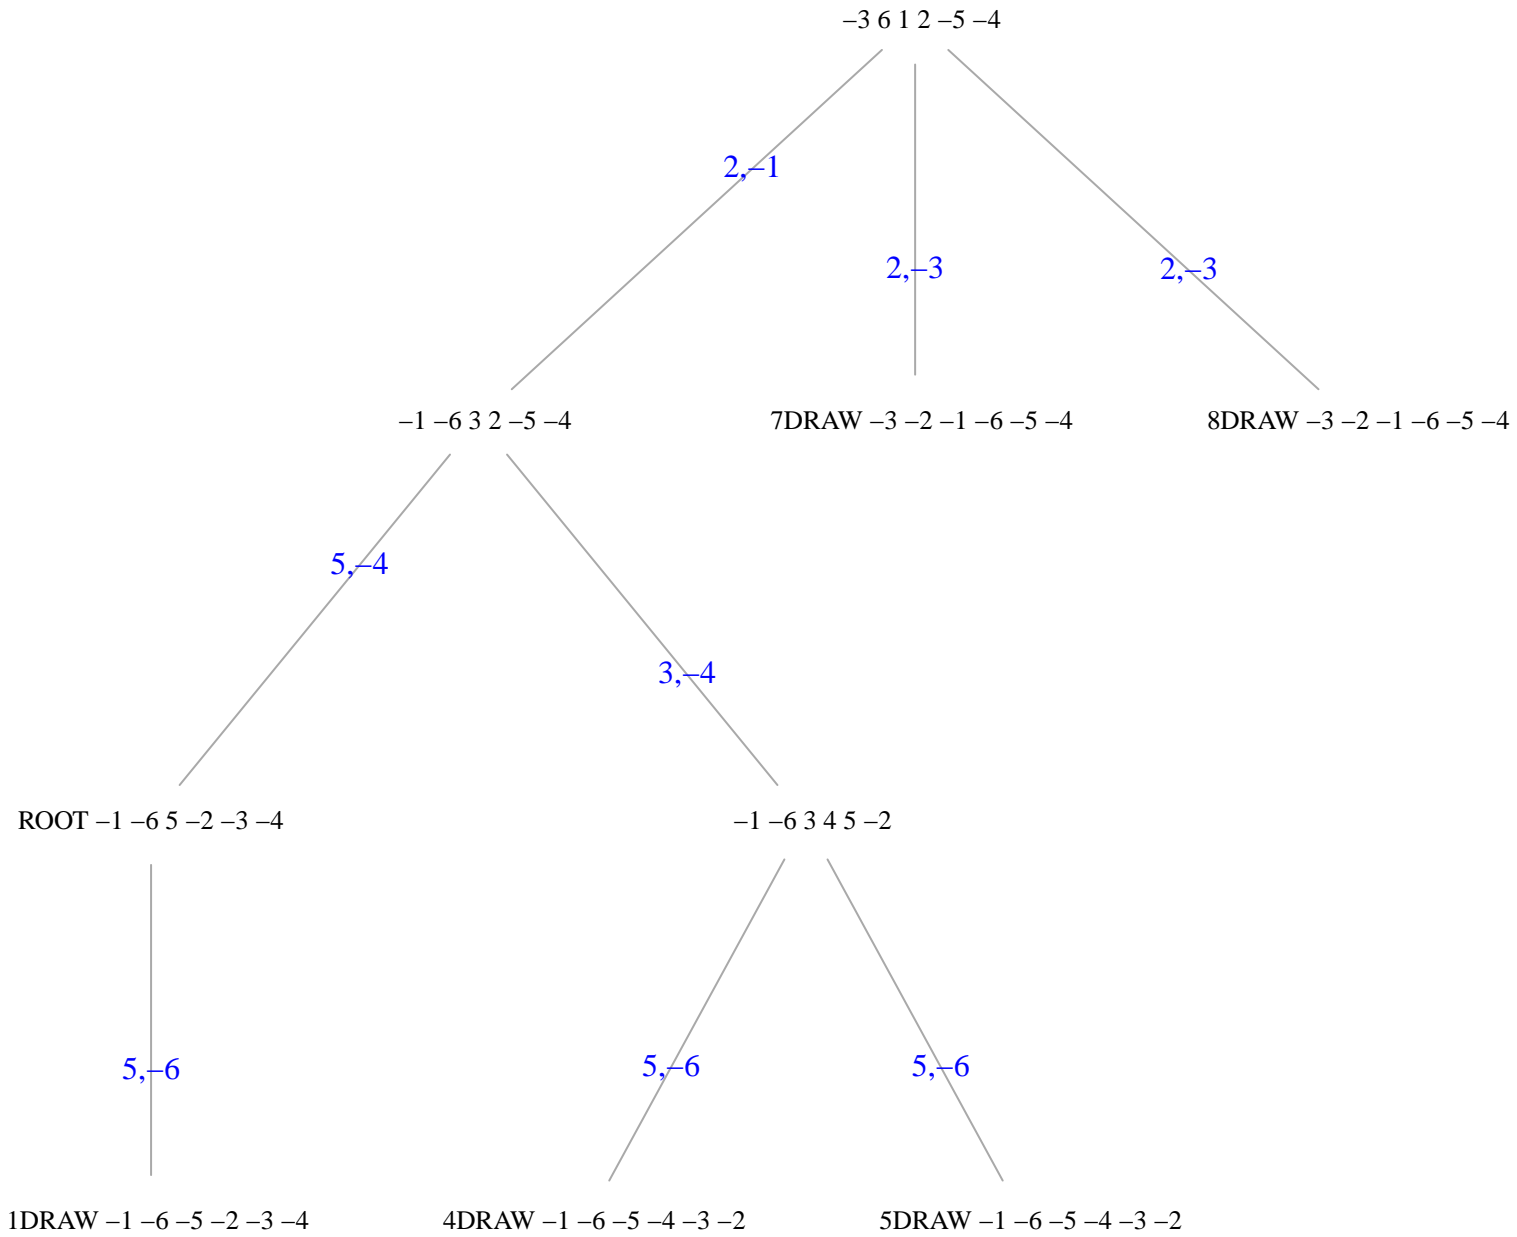 –3 6 1 2 –5 –4
2,–1
2,–3
2,–3
–1 –6 3 2 –5 –4
7DRAW –3 –2 –1 –6 –5 –4
8DRAW –3 –2 –1 –6 –5 –4
5,–4
3,–4
ROOT –1 –6 5 –2 –3 –4
–1 –6 3 4 5 –2
5,–6
5,–6
5,–6
1DRAW –1 –6 –5 –2 –3 –4
4DRAW –1 –6 –5 –4 –3 –2
5DRAW –1 –6 –5 –4 –3 –2